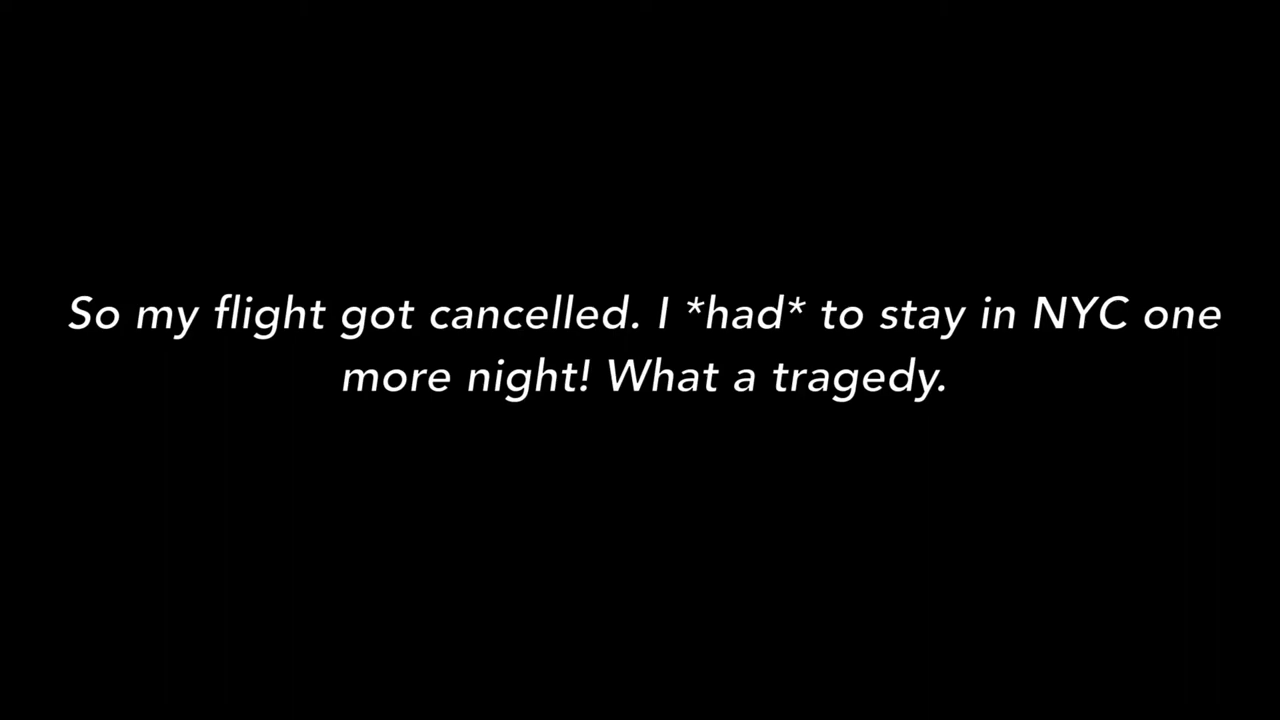 So my flight got cancelled. I *had* to stay in NYC one
more night! What a tragedy.